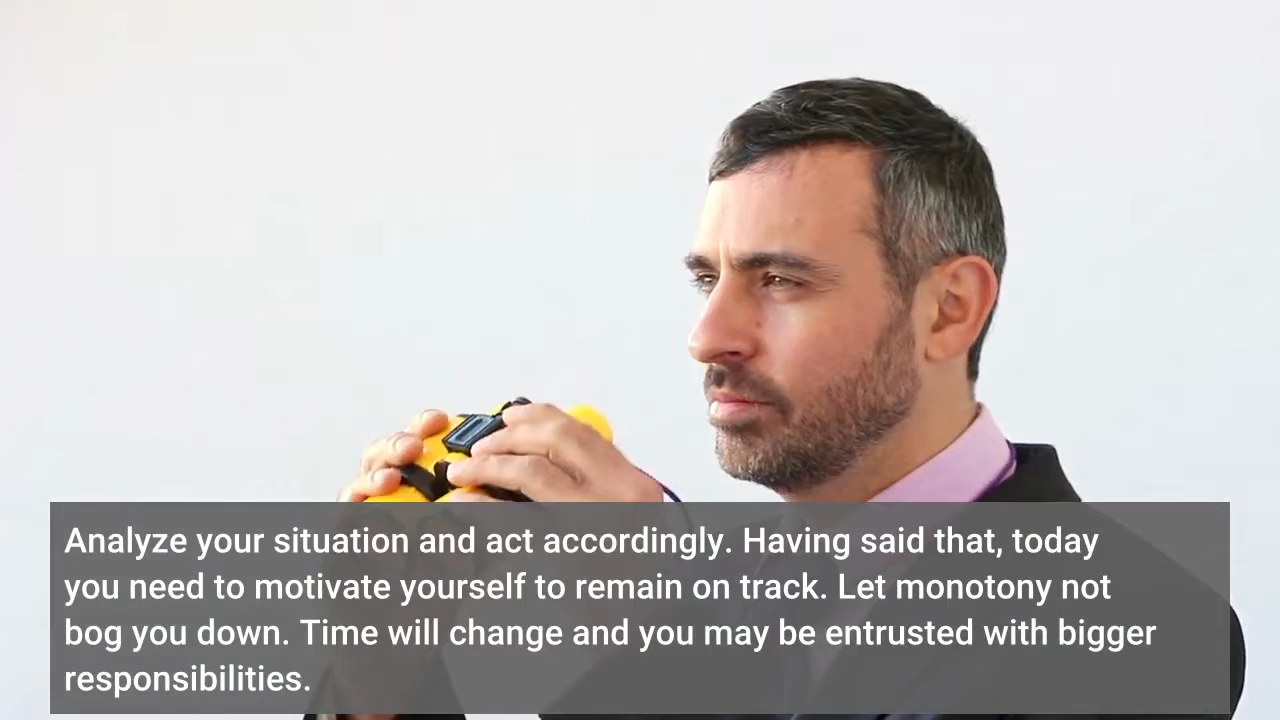 Analyze your situation and act accordingly. Having said that, today
you need to motivate yourself to remain on track. Let monotony not
bog you down. Time will change and you may be entrusted with bigger
responsibilities.